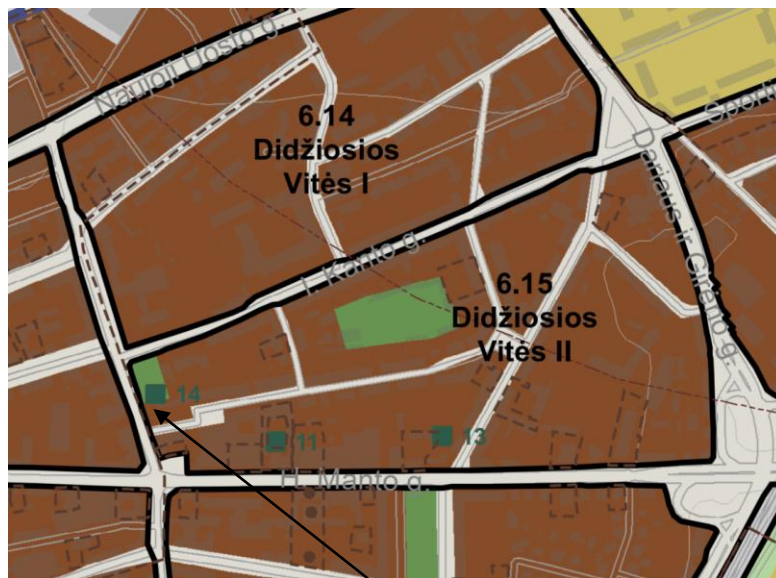 Naujoji Uosto g.
6.14
Didžiosios
Vitės I
Sporti
Dariaus ir Girėno g.
I. Kanto g.
6.15
Didžiosios
Vitės II
14
11
13
H. Manto g.